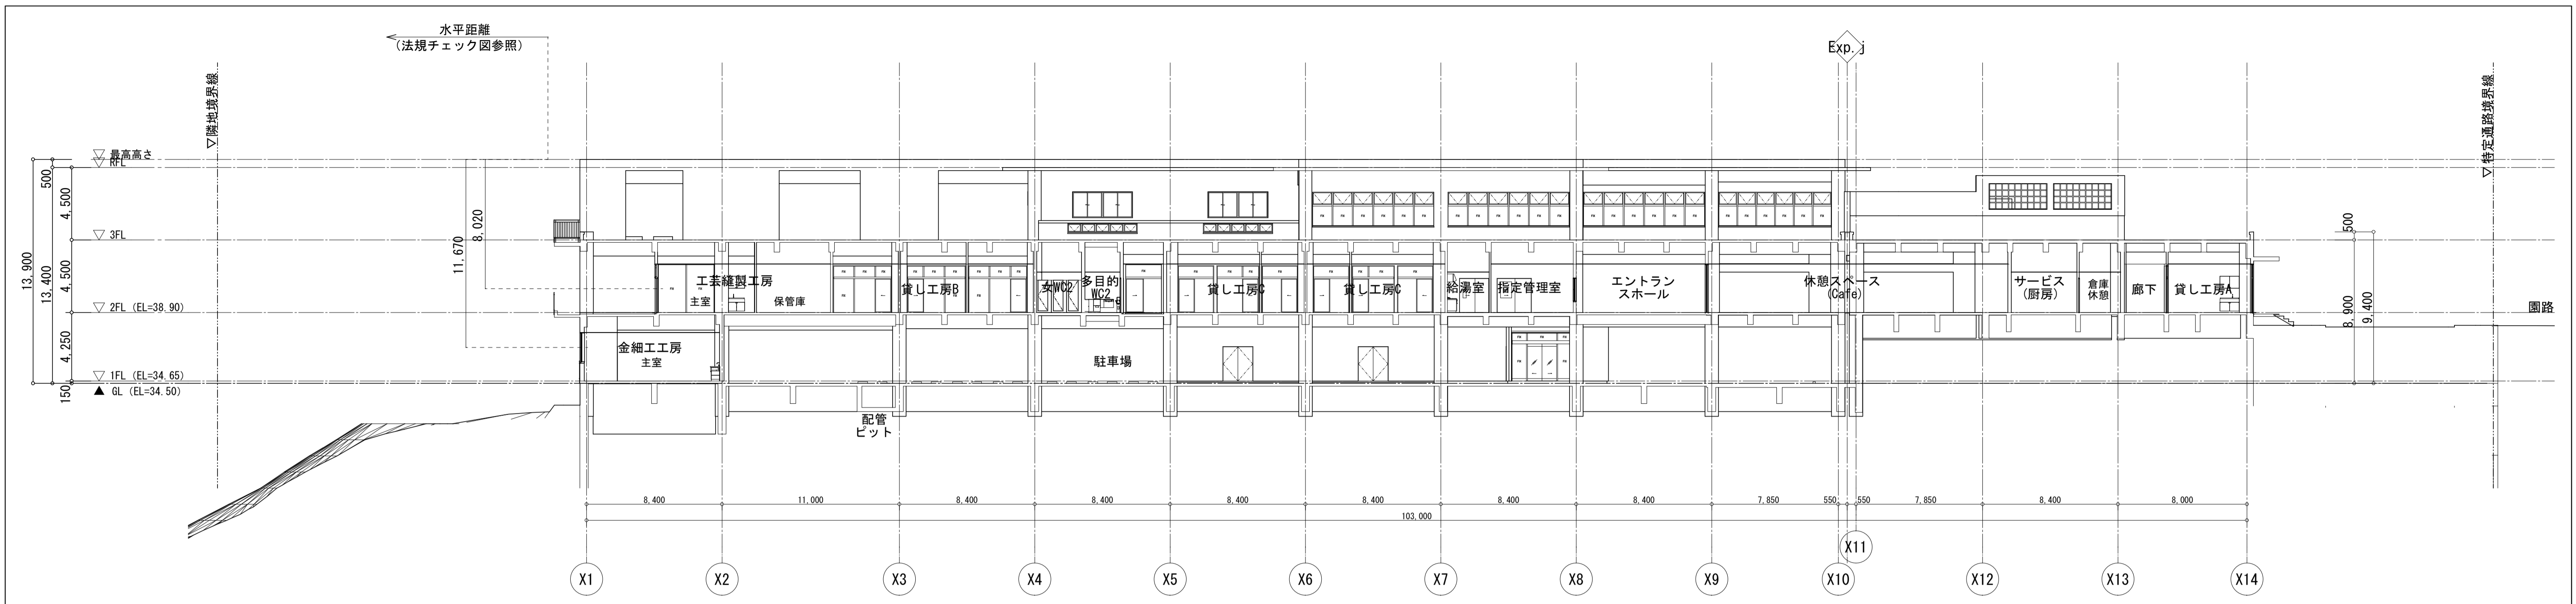 水平距離
(法規チェック図参照)
Exp. j
▽隣地境界線
▽特定通路境界線
▽ 最高高さ
▽ RFL
▽ 3FL
▽ 2FL (EL=38.90)
▽ 1FL (EL=34.65)
▲ GL (EL=34.50)
13,900
13,400
500
4,500
4,500
4,250
150
11,670
8,020
500
8,900
9,400
工芸縫製工房
主室
保管庫
貸し工房B
女WC2
多目的
WC2
貸し工房C
貸し工房C
給湯室
指定管理室
エントラン
スホール
休憩スペース
(Cafe)
サービス
(厨房)
倉庫
休憩
廊下
貸し工房A
園路
金細工工房
主室
駐車場
配管
ピット
8,400
11,000
8,400
8,400
8,400
8,400
8,400
8,400
7,850
550
550
7,850
8,400
8,000
103,000
X1
X2
X3
X4
X5
X6
X7
X8
X9
X10
X11
X12
X13
X14